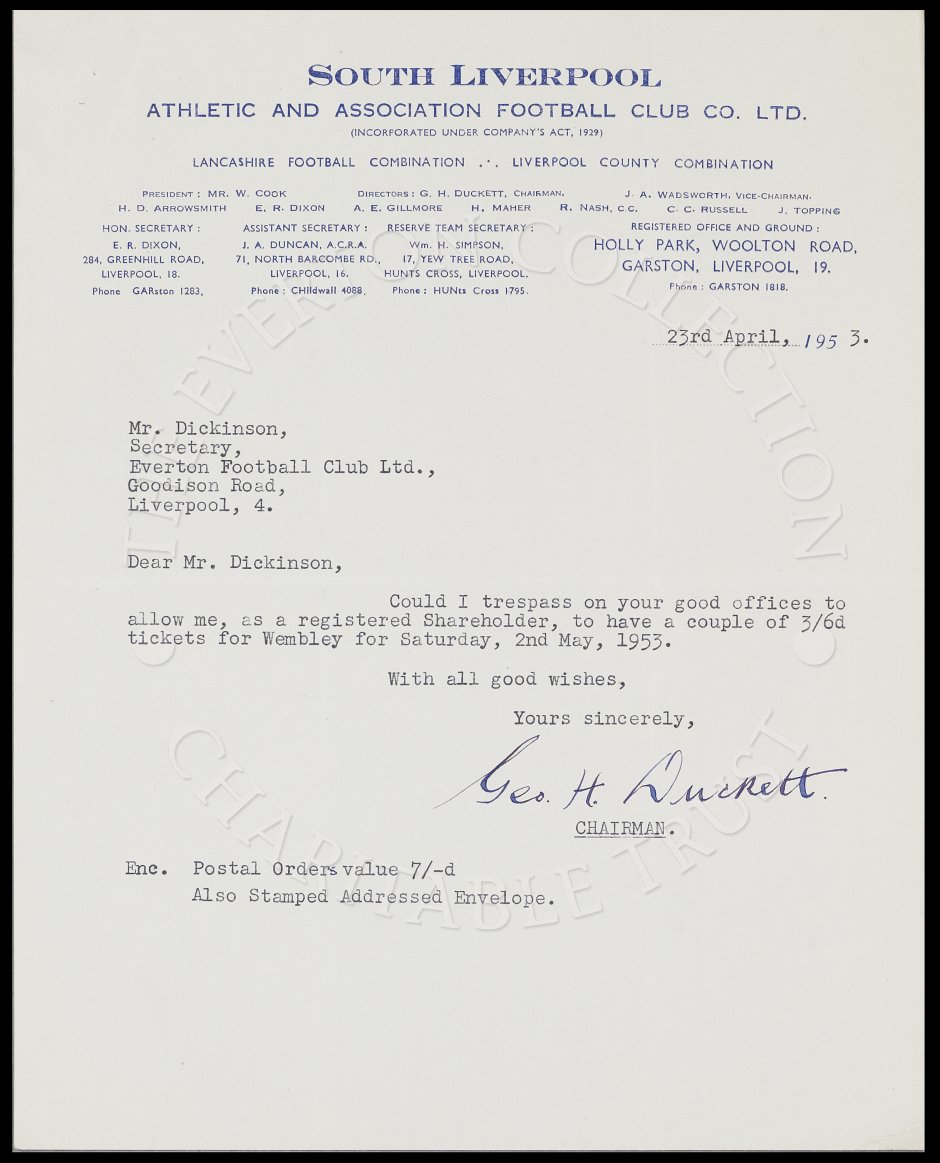 SOUTH LIVERPOOL
ATHLETIC AND ASSOCIATION FOOTBALL CLUB CO. LTD.
(INCORPORATED UNDER COMPANY'S ACT, 1929)
LANCASHIRE FOOTBALL COMBINATION .·. LIVERPOOL COUNTY COMBINATION
PRESIDENT: MR. W. COOK DIRECTORS: G. H. DUCKETT, CHAIRMAN. J. A. WADSWORTH, VICE-CHAIRMAN.
H. D. ARROWSMITH E. R. DIXON A. E. GILLMORE H. MAHER R. NASH, C.C. C. C. RUSSELL J. TOPPING
HON. SECRETARY: ASSISTANT SECRETARY: RESERVE TEAM SECRETARY: REGISTERED OFFICE AND GROUND:
E. R. DIXON, J. A. DUNCAN, A.C.R.A. Wm. H. SIMPSON, HOLLY PARK, WOOLTON ROAD,
284, GREENHILL ROAD, 71, NORTH BARCOMBE RD., 17, YEW TREE ROAD, GARSTON, LIVERPOOL, 19.
LIVERPOOL, 18. LIVERPOOL, 16. HUNTS CROSS, LIVERPOOL. Phone: GARSTON 1818.
Phone GARston 1283. Phone: CHIldwall 4088. Phone: HUNts Cross 1795.
23rd April, 195 3.
Mr. Dickinson,
Secretary,
Everton Football Club Ltd.,
Goodison Road,
Liverpool, 4.
Dear Mr. Dickinson,
Could I trespass on your good offices to
allow me, as a registered Shareholder, to have a couple of 3/6d
tickets for Wembley for Saturday, 2nd May, 1953.
With all good wishes,
Yours sincerely,
Geo. H. Duckett.
CHAIRMAN.
Enc. Postal Orders value 7/-d
Also Stamped Addressed Envelope.
THE EVERTON COLLECTION
CHARITABLE TRUST